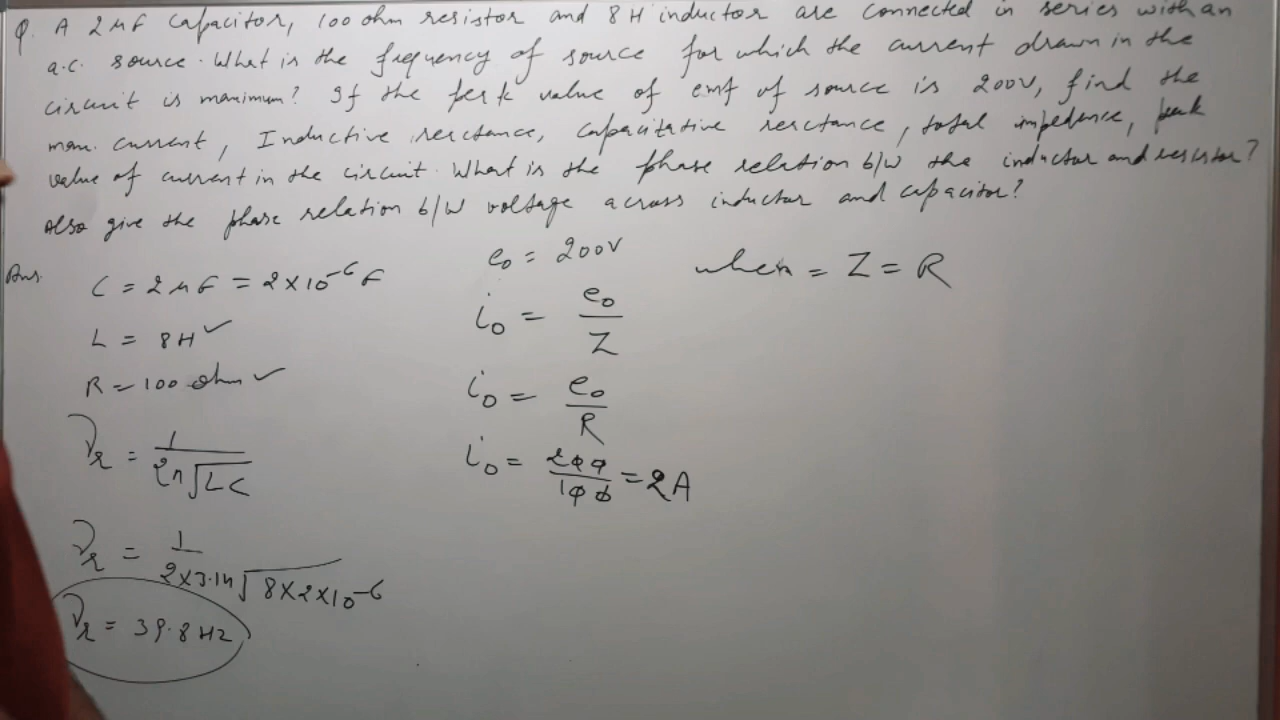 Q. A 2μF capacitor, 100 ohm resistor and 8H inductor are connected in series with an
a.c. source. What is the frequency of source for which the current drawn in the
circuit is maximum? If the peak value of emf of source is 200V, find the
max. current, Inductive reactance, capacitative reactance, total impedence, peak
value of current in the circuit. What is the phase relation b/w the inductor and resistor?
Also give the phase relation b/w voltage across inductor and capacitor?
Ans.
C = 2μF = 2×10⁻⁶ F
L = 8H ✓
R = 100 ohm ✓
νr = 1/2π√LC
νr = 1/2×3.14√8×2×10⁻⁶
νr = 39.8 Hz
e₀ = 200V
i₀ = e₀/Z
i₀ = e₀/R
i₀ = 200/100 = 2A
when = Z = R